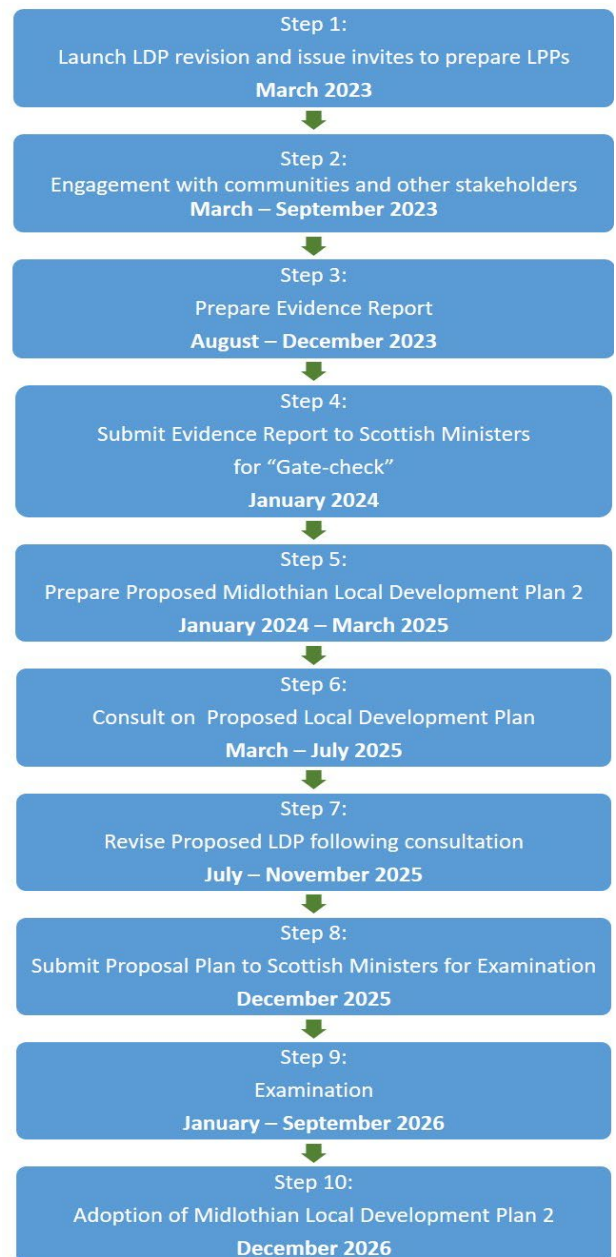 Step 1:
Launch LDP revision and issue invites to prepare LPPs
March 2023
Step 2:
Engagement with communities and other stakeholders
March – September 2023
Step 3:
Prepare Evidence Report
August – December 2023
Step 4:
Submit Evidence Report to Scottish Ministers
for “Gate-check”
January 2024
Step 5:
Prepare Proposed Midlothian Local Development Plan 2
January 2024 – March 2025
Step 6:
Consult on Proposed Local Development Plan
March – July 2025
Step 7:
Revise Proposed LDP following consultation
July – November 2025
Step 8:
Submit Proposal Plan to Scottish Ministers for Examination
December 2025
Step 9:
Examination
January – September 2026
Step 10:
Adoption of Midlothian Local Development Plan 2
December 2026